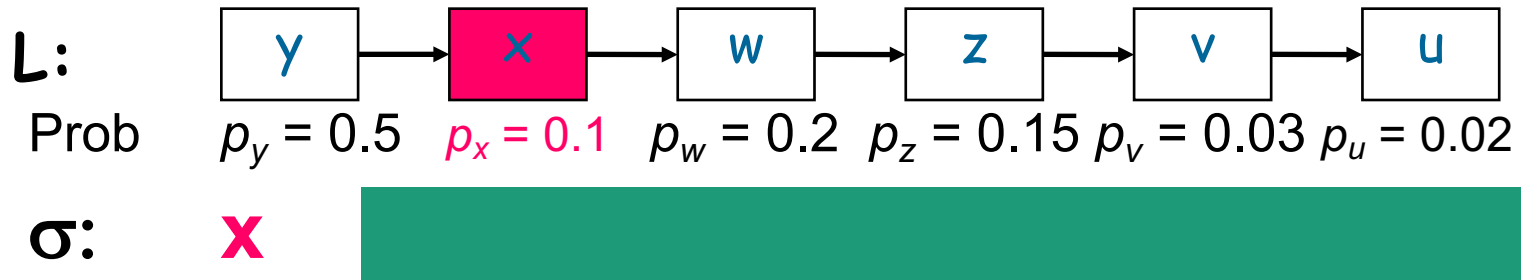 L: y x w z v u
Prob p_y = 0.5 p_x = 0.1 p_w = 0.2 p_z = 0.15 p_v = 0.03 p_u = 0.02
σ: x